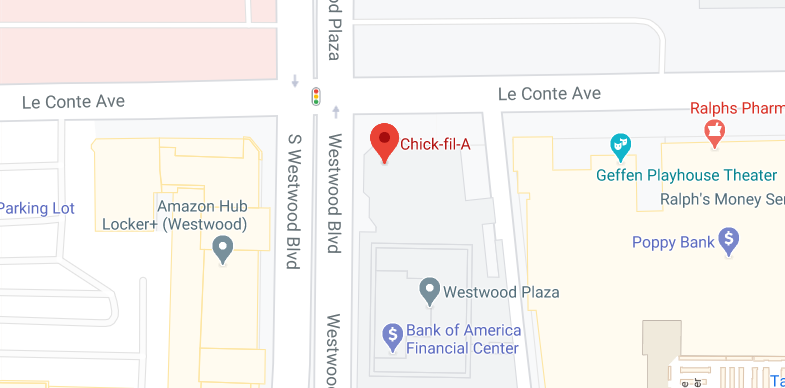 d Plaza
Le Conte Ave
Le Conte Ave
Ralphs Pharm
Chick-fil-A
S Westwood Blvd
Westwood Blvd
Geffen Playhouse Theater
Ralph's Money Ser
Parking Lot
Amazon Hub
Locker+ (Westwood)
Poppy Bank
Westwood Plaza
Bank of America
Financial Center
Westwoo
Ta